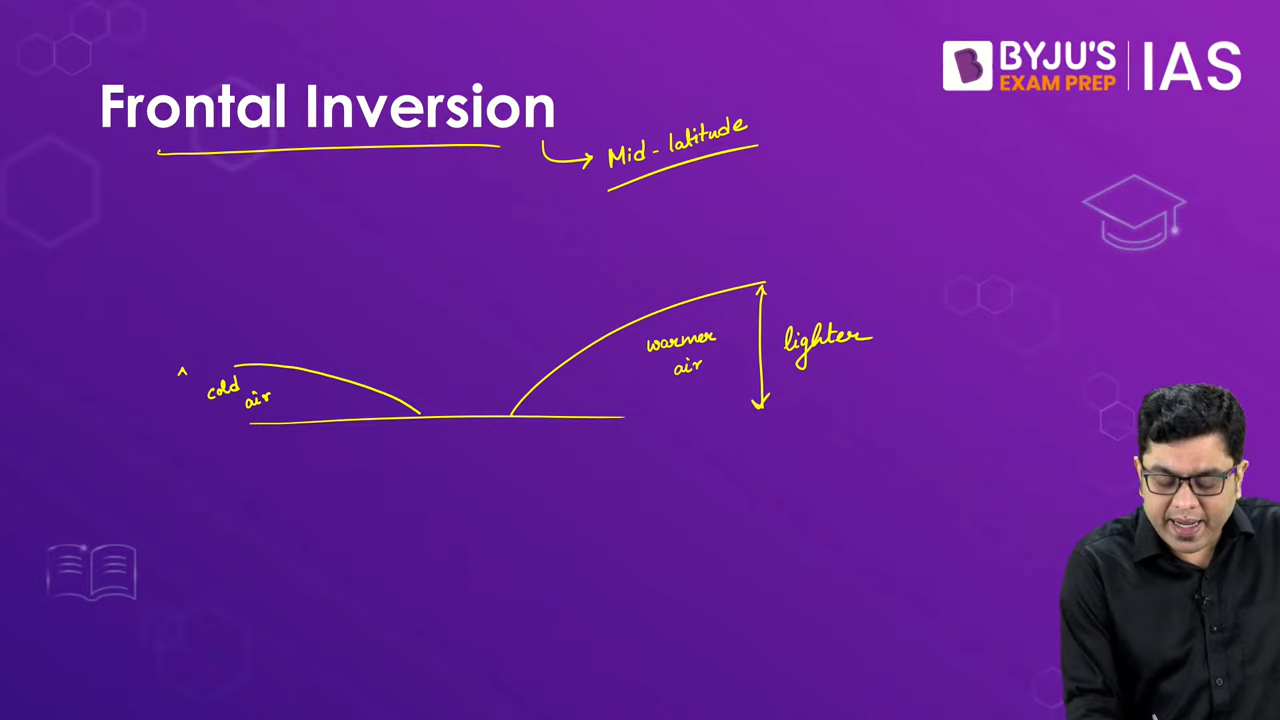 BYJU'S
EXAM PREP
IAS
Frontal Inversion
Mid-latitude
warmer
air
lighter
cold
air